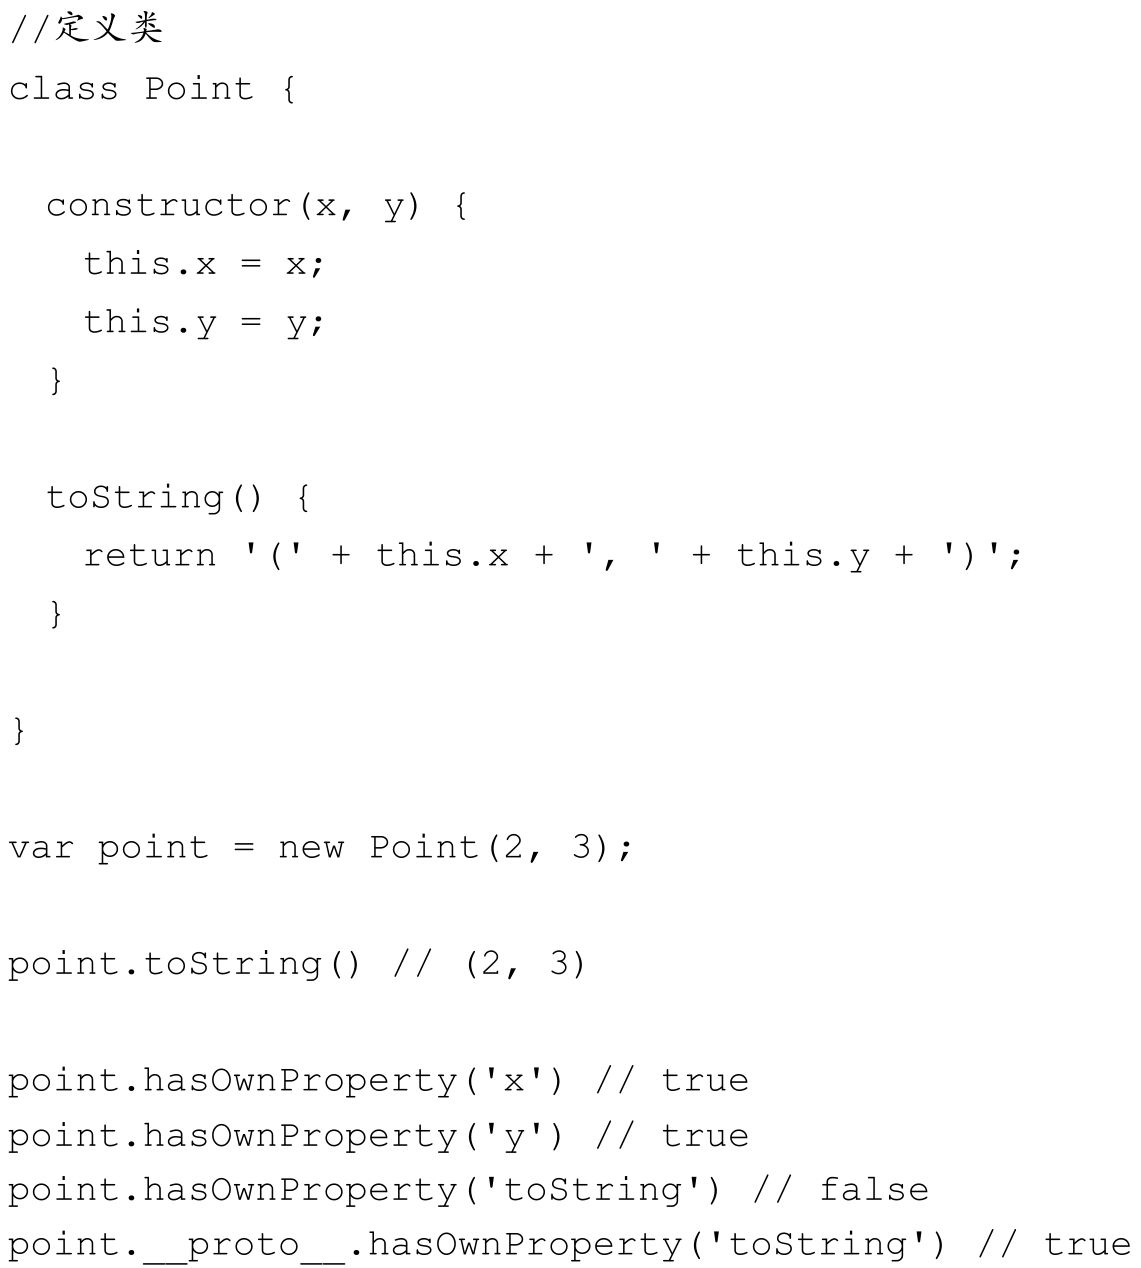 //定义类
class Point {
  constructor(x, y) {
    this.x = x;
    this.y = y;
  }
  toString() {
    return '(' + this.x + ', ' + this.y + ')';
  }
}
var point = new Point(2, 3);
point.toString() // (2, 3)
point.hasOwnProperty('x') // true
point.hasOwnProperty('y') // true
point.hasOwnProperty('toString') // false
point.__proto__.hasOwnProperty('toString') // true